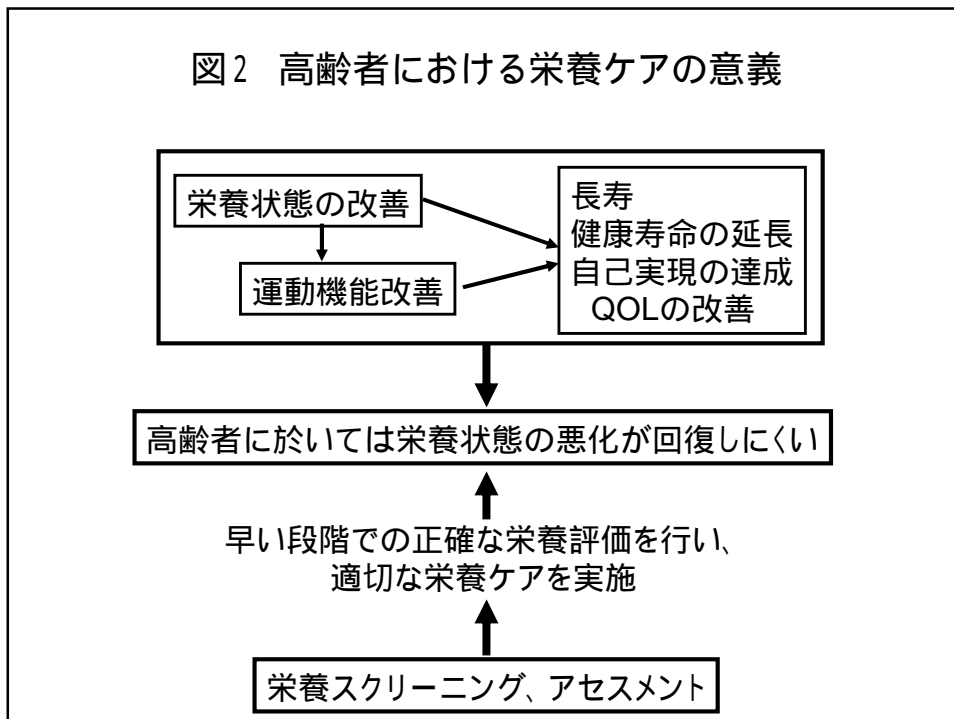 図2 高齢者における栄養ケアの意義
栄養状態の改善
運動機能改善
長寿
健康寿命の延長
自己実現の達成
QOLの改善
高齢者に於いては栄養状態の悪化が回復しにくい
早い段階での正確な栄養評価を行い、
適切な栄養ケアを実施
栄養スクリーニング、アセスメント